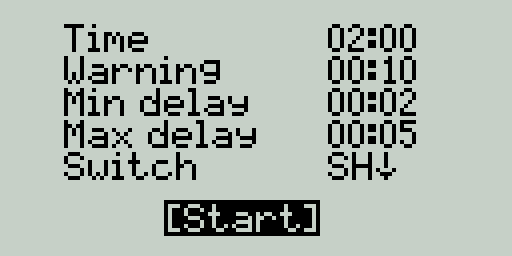 Time 02:00
Warning 00:10
Min delay 00:02
Max delay 00:05
Switch SH↓
[Start]